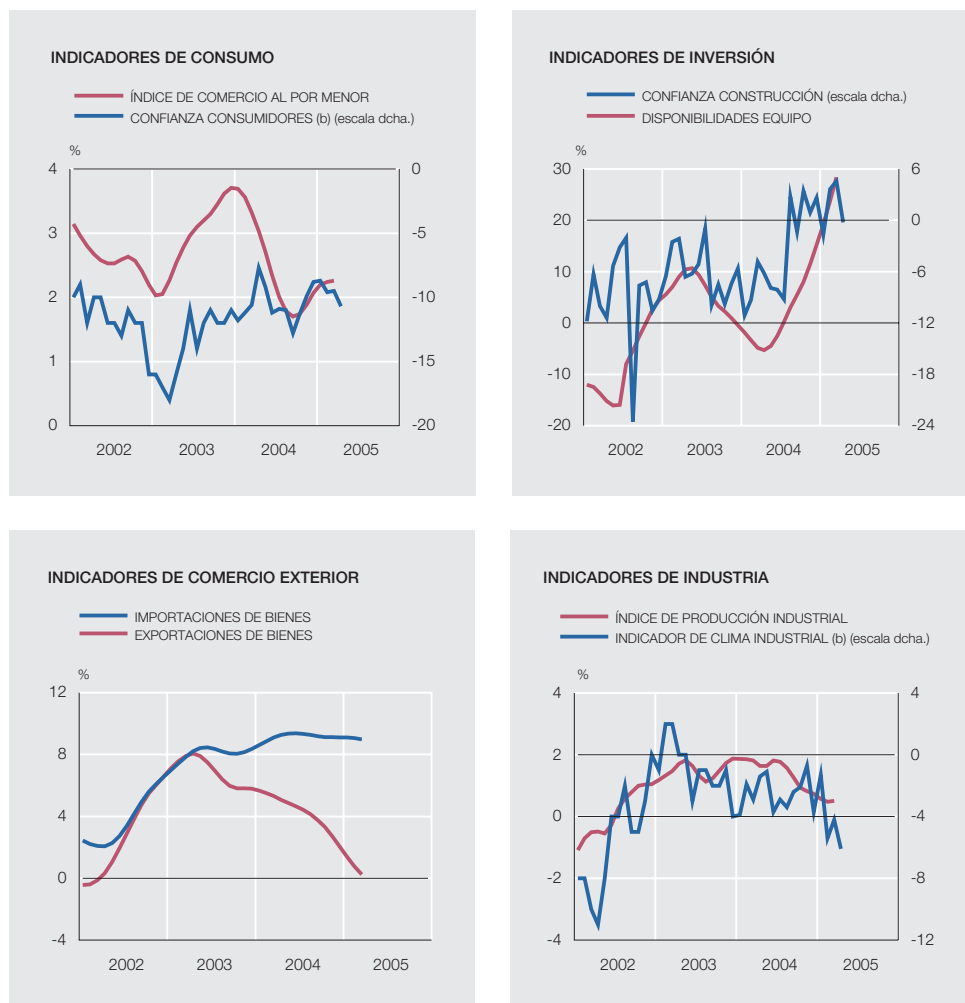 INDICADORES DE CONSUMO
ÍNDICE DE COMERCIO AL POR MENOR
CONFIANZA CONSUMIDORES (b) (escala dcha.)
%
4 0
3 -5
2 -10
1 -15
0 -20
2002 2003 2004 2005
INDICADORES DE INVERSIÓN
CONFIANZA CONSTRUCCIÓN (escala dcha.)
DISPONIBILIDADES EQUIPO
%
30 6
20 0
10 -6
0 -12
-10 -18
-20 -24
2002 2003 2004 2005
INDICADORES DE COMERCIO EXTERIOR
IMPORTACIONES DE BIENES
EXPORTACIONES DE BIENES
%
12
8
4
0
-4
2002 2003 2004 2005
INDICADORES DE INDUSTRIA
ÍNDICE DE PRODUCCIÓN INDUSTRIAL
INDICADOR DE CLIMA INDUSTRIAL (b) (escala dcha.)
%
4 4
2 0
0 -4
-2 -8
-4 -12
2002 2003 2004 2005